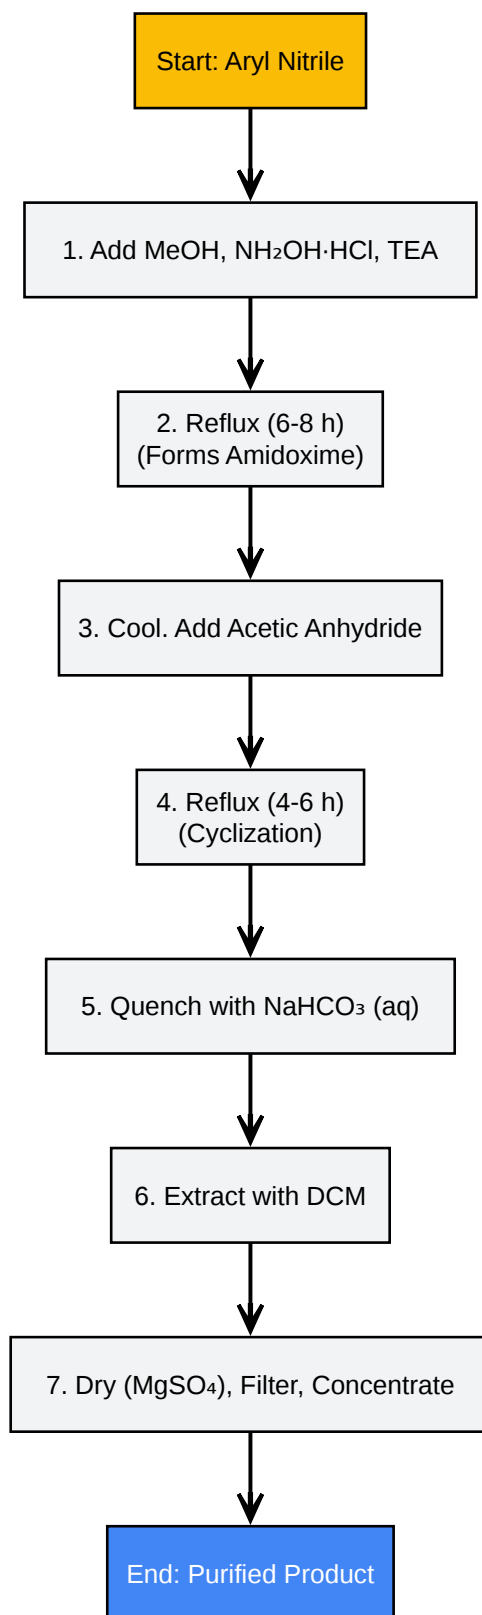 Start: Aryl Nitrile
1. Add MeOH, NH₂OH·HCl, TEA
2. Reflux (6-8 h)
(Forms Amidoxime)
3. Cool. Add Acetic Anhydride
4. Reflux (4-6 h)
(Cyclization)
5. Quench with NaHCO₃ (aq)
6. Extract with DCM
7. Dry (MgSO₄), Filter, Concentrate
End: Purified Product